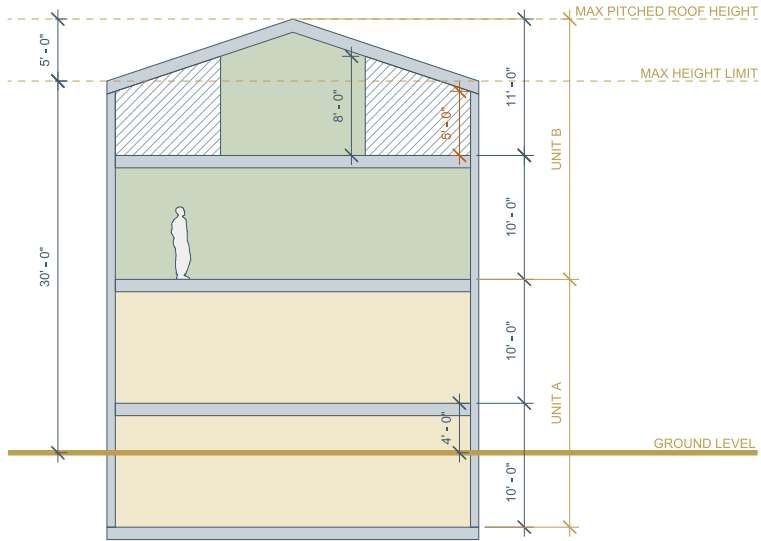 MAX PITCHED ROOF HEIGHT
5' - 0"
MAX HEIGHT LIMIT
11' - 0"
8' - 0"
5' - 0"
UNIT B
10' - 0"
30' - 0"
10' - 0"
UNIT A
4' - 0"
GROUND LEVEL
10' - 0"